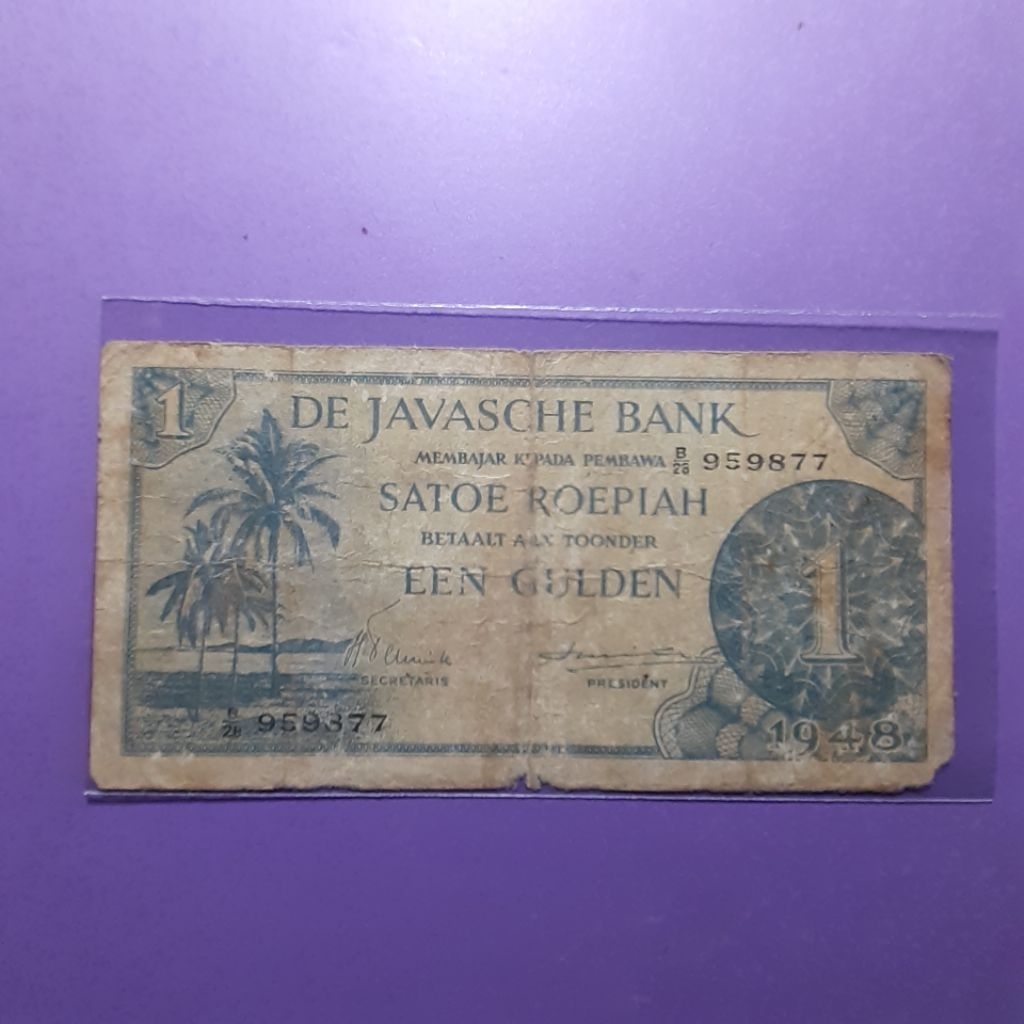 1
DE JAVASCHE BANK
MEMBAJAR KEPADA PEMBAWA B/28 959877
SATOE ROEPIAH
BETAALT AAN TOONDER
EEN GULDEN
1
SECRETARIS
PRESIDENT
B/28 959877
1948